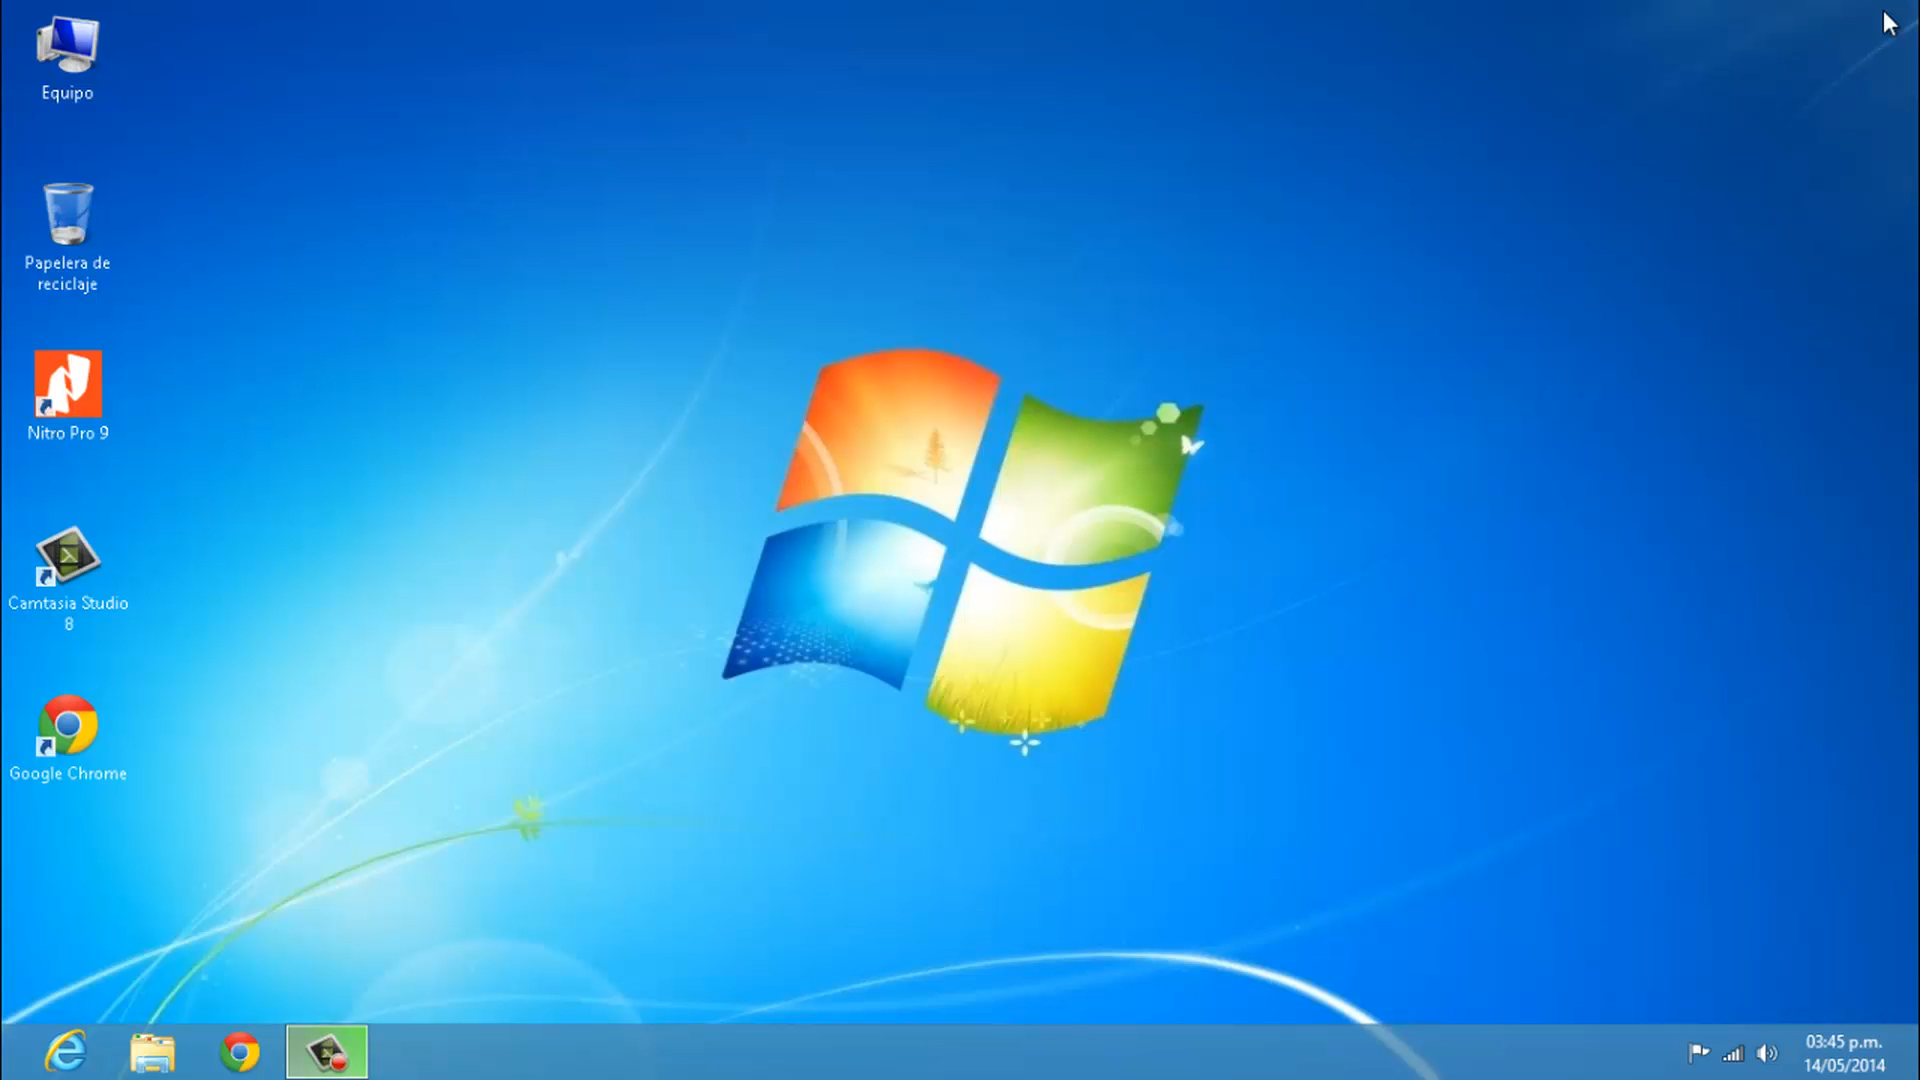 Equipo
Papelera de
reciclaje
Nitro Pro 9
Camtasia Studio
8
Google Chrome
03:45 p.m.
14/05/2014